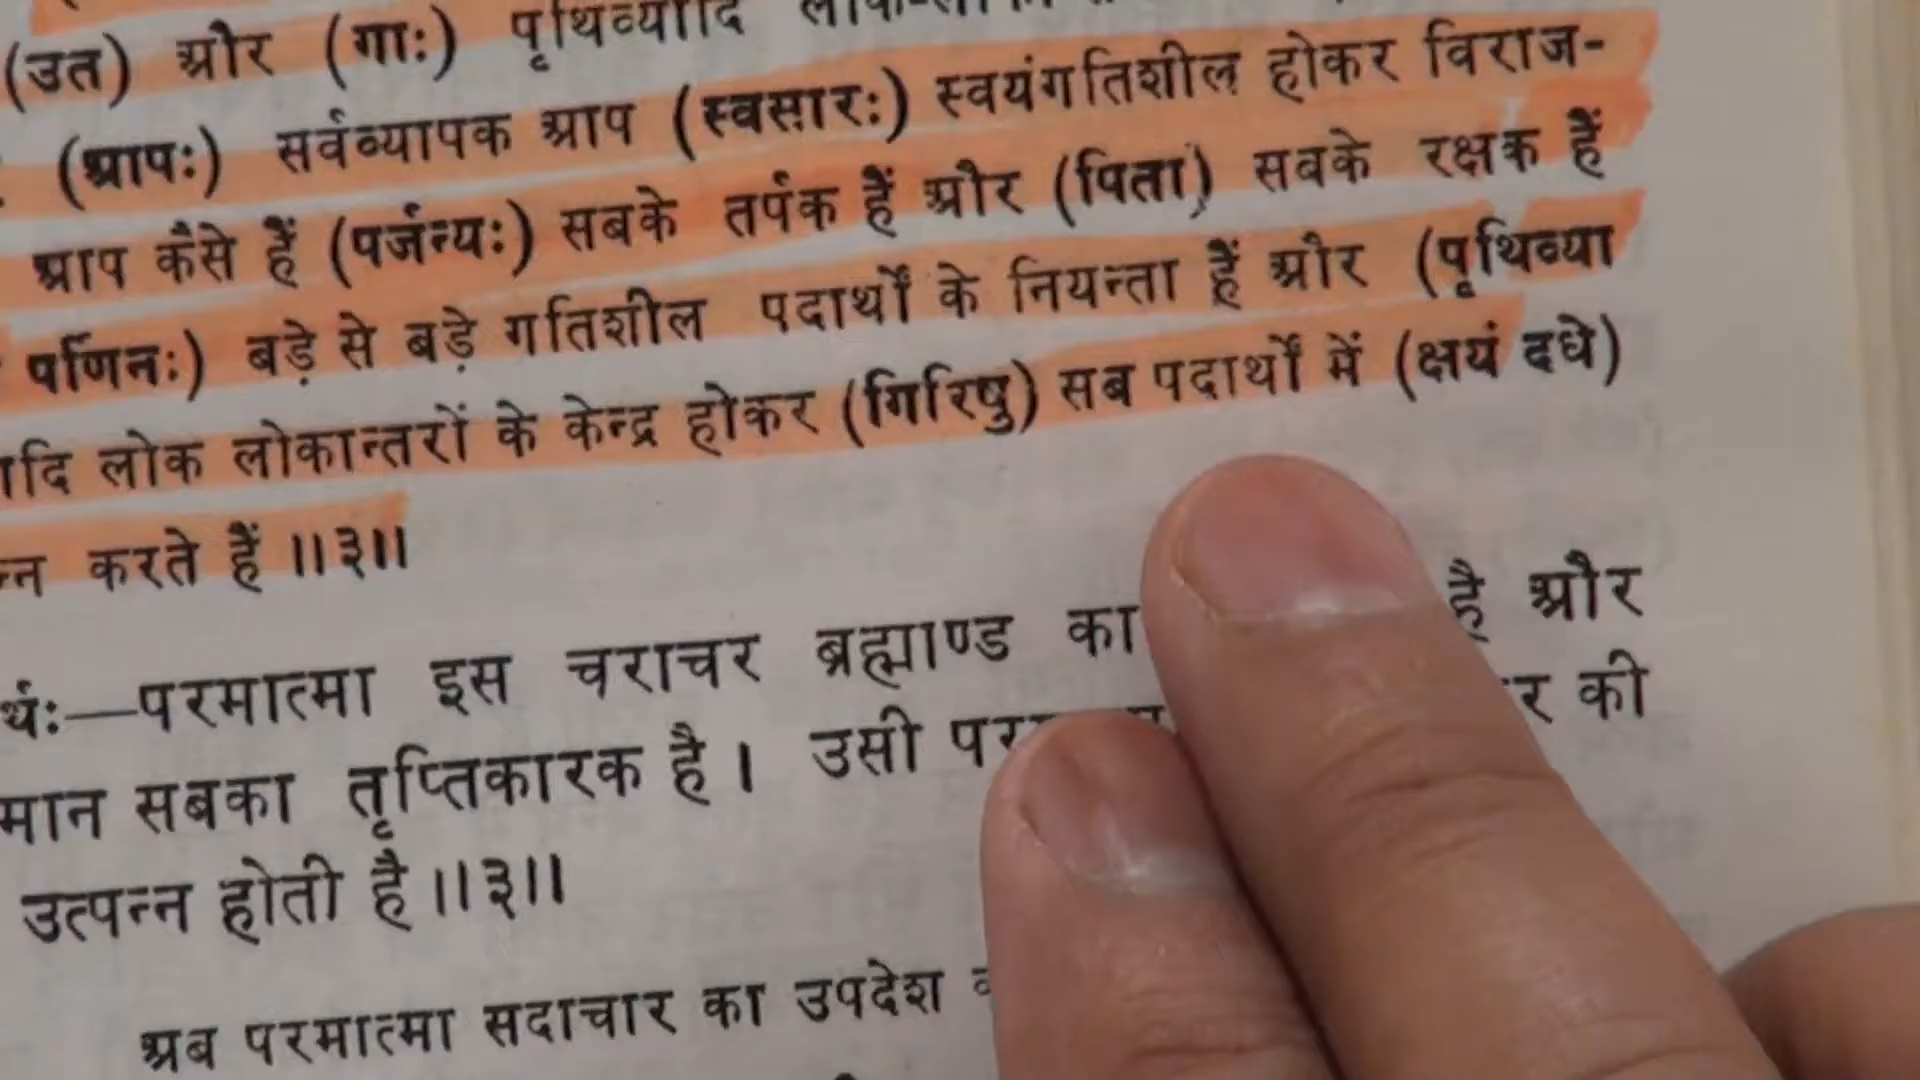 (उत) और (गाः) पृथिव्यादि
(आपः) सर्वव्यापक आप (स्वसारः) स्वयंगतिशील होकर विराज-
आप कैसे हैं (पर्जन्यः) सबके तर्पक हैं और (पिता) सबके रक्षक हैं
पर्णिनः) बड़े से बड़े गतिशील पदार्थों के नियन्ता हैं और (पृथिव्या
ादि लोक लोकान्तरों के केन्द्र होकर (गिरिषु) सब पदार्थों में (क्षयं दधे)
न्न करते हैं ॥३॥
र्थः—परमात्मा इस चराचर ब्रह्माण्ड का है और
मान सबका तृप्तिकारक है । उसी की
उत्पन्न होती है ॥३॥
अब परमात्मा सदाचार का उपदेश